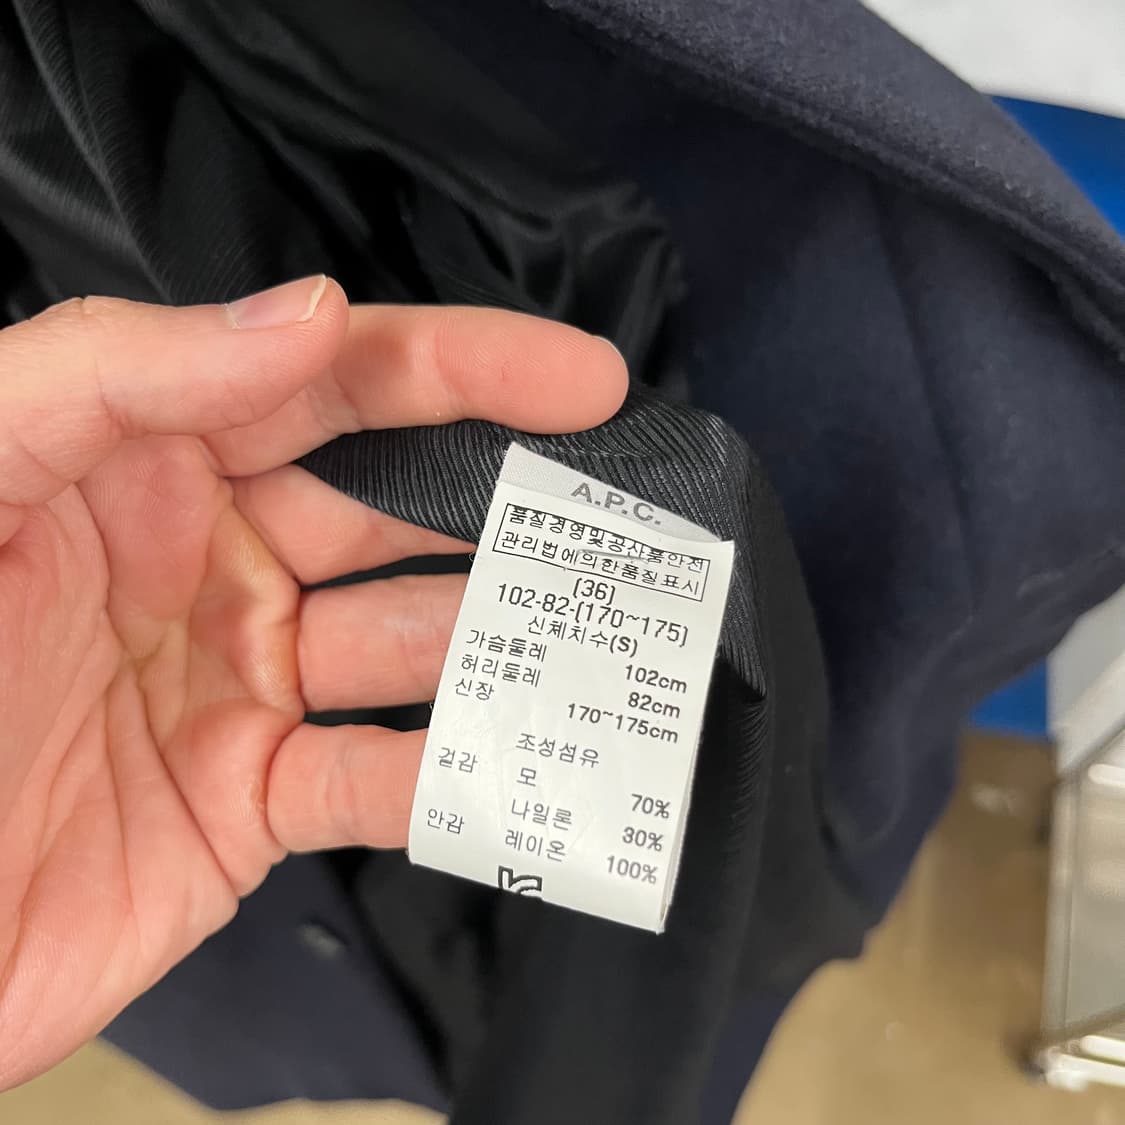 A.P.C.
품질경영및공사품안전
관리법에의한품질표시
[36]
102-82-[170~175]
신체치수(S)
가슴둘레 102cm
허리둘레 82cm
신장 170~175cm
조성섬유
겉감 모 70%
나일론 30%
안감 레이온 100%